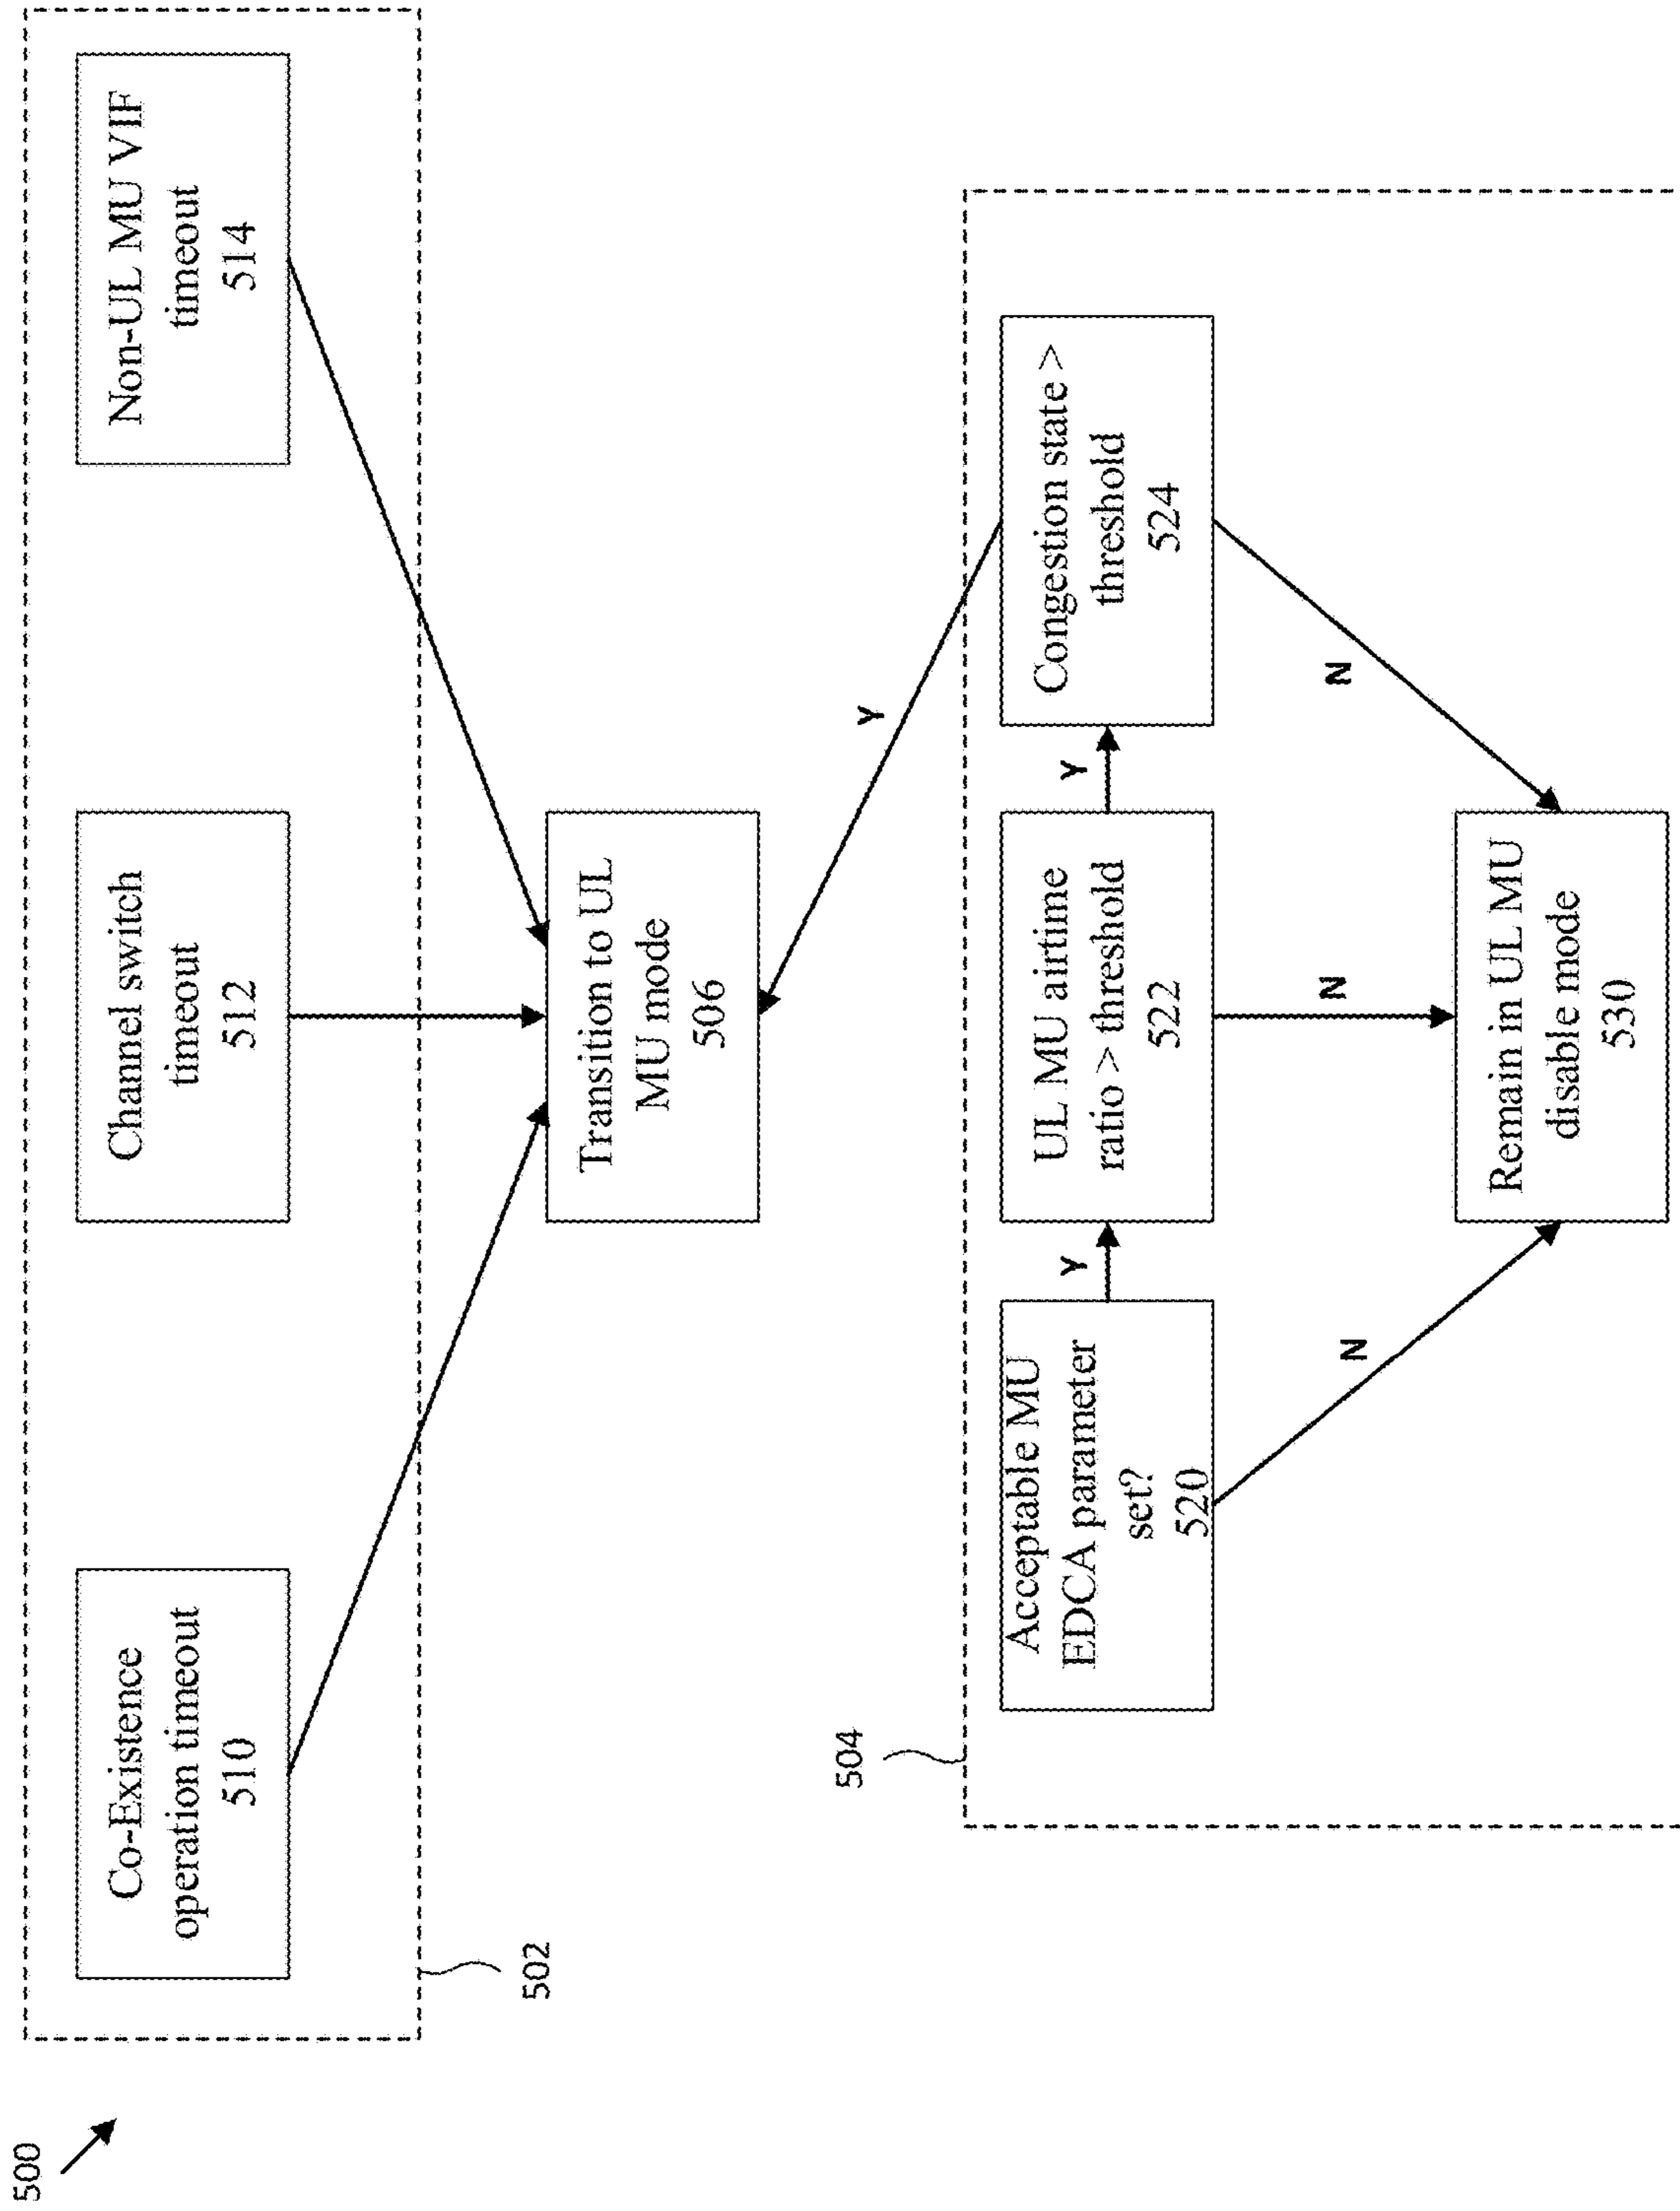 500
Co-Existence
operation timeout
510
Channel switch
timeout
512
Non-UL MU VIF
timeout
514
502
Transition to UL
MU mode
506
Y
504
Acceptable MU
EDCA parameter
set?
520
Y
UL MU airtime
ratio > threshold
522
Y
Congestion state >
threshold
524
N
N
N
Remain in UL MU
disable mode
530